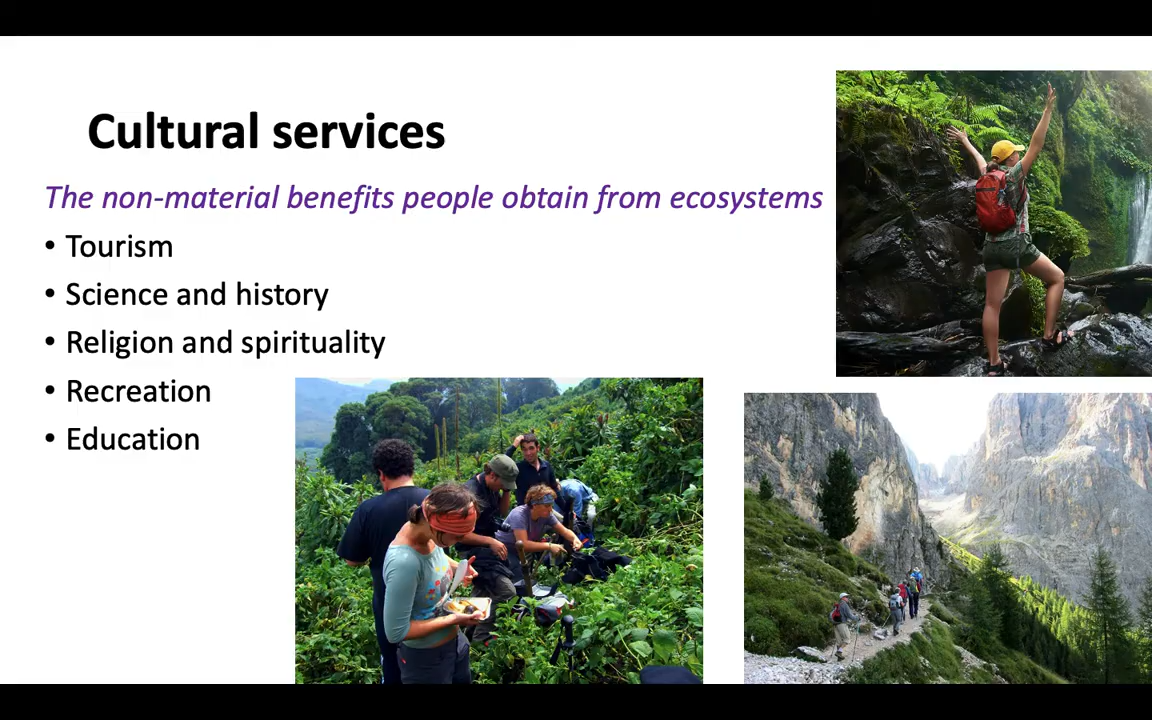 Cultural services
The non-material benefits people obtain from ecosystems
• Tourism
• Science and history
• Religion and spirituality
• Recreation
• Education